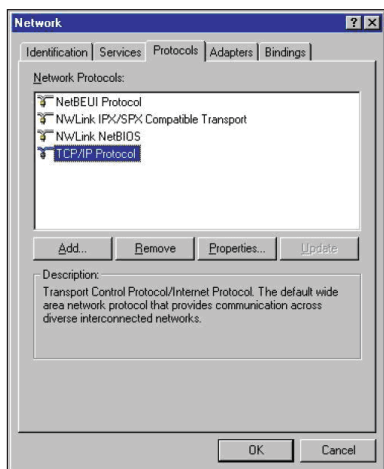 Network
Identification Services Protocols Adapters Bindings
Network Protocols:
NetBEUI Protocol
NWLink IPX/SPX Compatible Transport
NWLink NetBIOS
TCP/IP Protocol
Add... Remove Properties... Update
Description:
Transport Control Protocol/Internet Protocol. The default wide
area network protocol that provides communication across
diverse interconnected networks.
OK Cancel